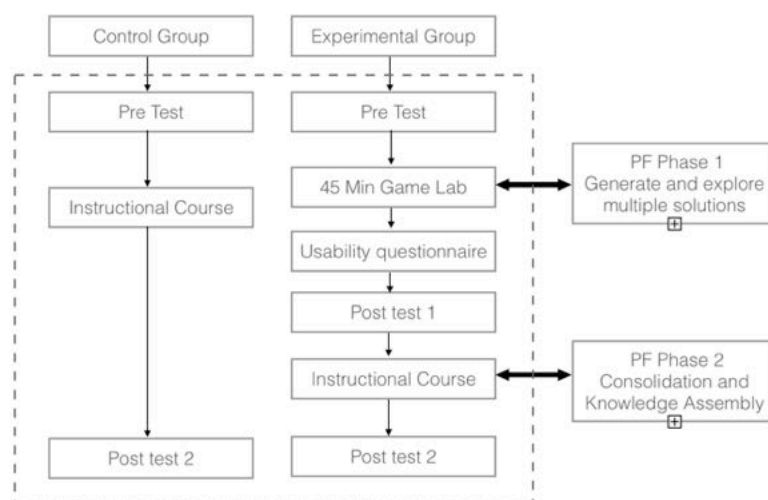 Control Group
Experimental Group
Pre Test
Pre Test
45 Min Game Lab
PF Phase 1
Generate and explore
multiple solutions
Instructional Course
Usability questionnaire
Post test 1
Instructional Course
PF Phase 2
Consolidation and
Knowledge Assembly
Post test 2
Post test 2